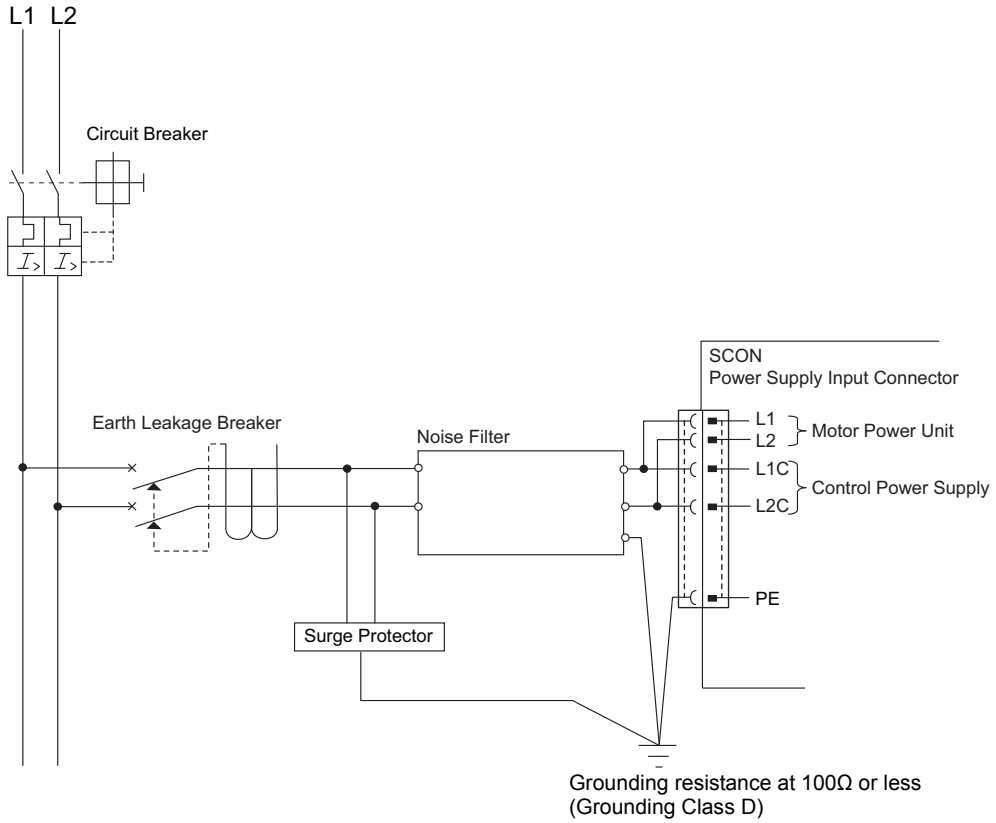 L1 L2
Circuit Breaker
I> I>
SCON
Power Supply Input Connector
Earth Leakage Breaker
Noise Filter
L1
L2
Motor Power Unit
L1C
L2C
Control Power Supply
PE
Surge Protector
Grounding resistance at 100Ω or less
(Grounding Class D)